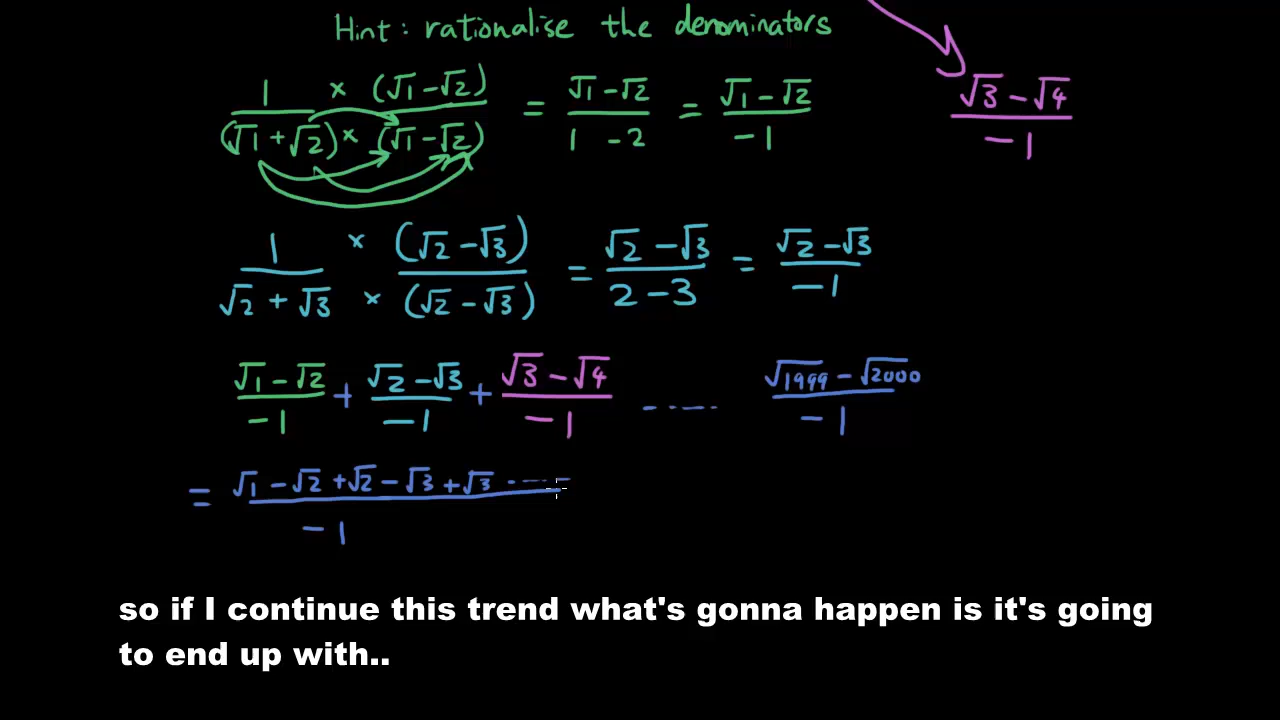 Hint: rationalise the denominators
1/(√1 + √2) × (√1 − √2)/(√1 − √2) = (√1 − √2)/(1 − 2) = (√1 − √2)/−1
(√3 − √4)/−1
1/(√2 + √3) × (√2 − √3)/(√2 − √3) = (√2 − √3)/(2 − 3) = (√2 − √3)/−1
(√1 − √2)/−1 + (√2 − √3)/−1 + (√3 − √4)/−1 ...... (√1999 − √2000)/−1
= (√1 − √2 + √2 − √3 + √3 ......)/−1
so if I continue this trend what's gonna happen is it's going
to end up with..